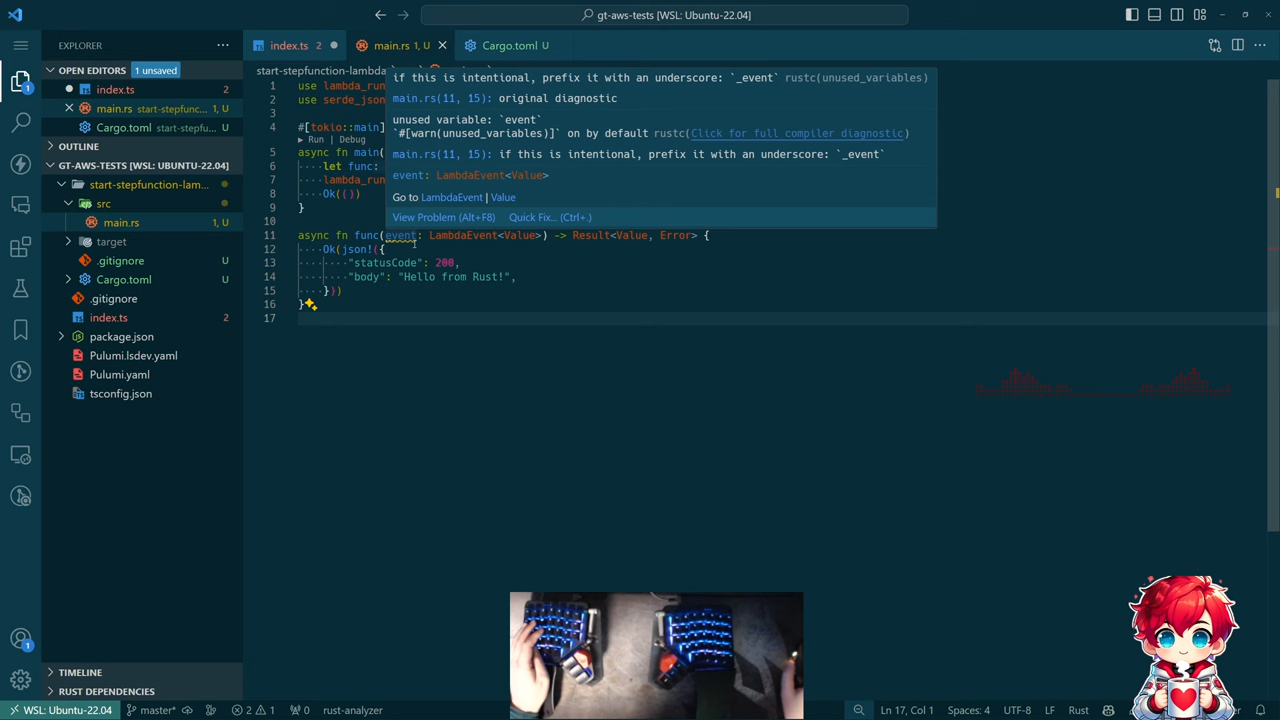 gt-aws-tests [WSL: Ubuntu-22.04]
EXPLORER
index.ts 2
main.rs 1, U
Cargo.toml U
OPEN EDITORS 1 unsaved
index.ts
main.rs start-stepfunc... 1, U
Cargo.toml start-stepfu... U
OUTLINE
GT-AWS-TESTS [WSL: UBUNTU-22.04]
start-stepfunction-lam...
src
main.rs 1, U
target
.gitignore U
Cargo.toml U
.gitignore
index.ts 2
package.json
Pulumi.lsdev.yaml
Pulumi.yaml
tsconfig.json
TIMELINE
RUST DEPENDENCIES
start-stepfunction-lambda
1 use lambda_run
2 use serde_json
3
4 #[tokio::main]
Run | Debug
5 async fn main(
6 let func:
7 lambda_run
8 Ok(())
9 }
10
11 async fn func(event: LambdaEvent<Value>) -> Result<Value, Error> {
12 Ok(json!({
13 "statusCode": 200,
14 "body": "Hello from Rust!",
15 }))
16 }
17
if this is intentional, prefix it with an underscore: `_event` rustc(unused_variables)
main.rs(11, 15): original diagnostic
unused variable: `event`
`#[warn(unused_variables)]` on by default rustc(Click for full compiler diagnostic)
main.rs(11, 15): if this is intentional, prefix it with an underscore: `_event`
event: LambdaEvent<Value>
Go to LambdaEvent | Value
View Problem (Alt+F8) Quick Fix... (Ctrl+.)
1
1
WSL: Ubuntu-22.04 master* 2 1 0 rust-analyzer
Ln 17, Col 1 Spaces: 4 UTF-8 LF Rust